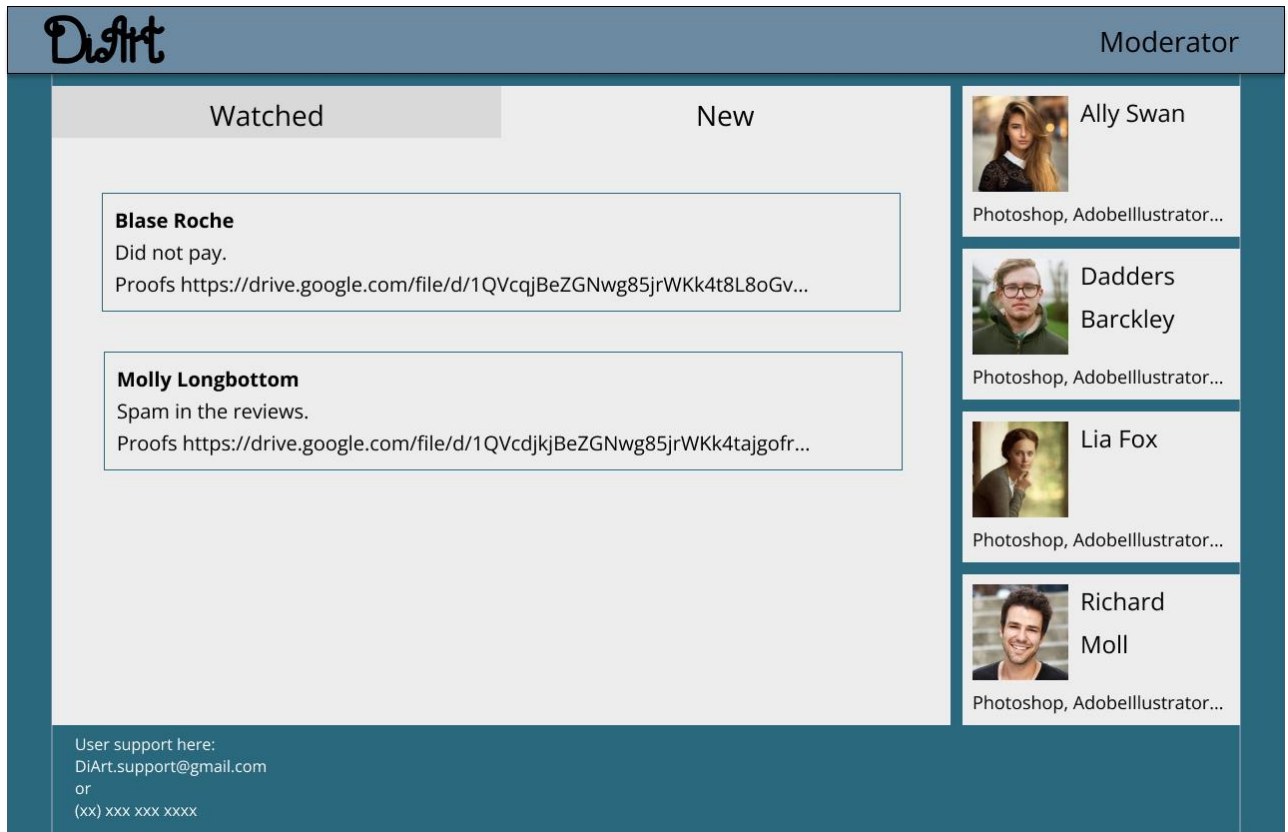 DiArt
Moderator
Watched
New
Blase Roche
Did not pay.
Proofs https://drive.google.com/file/d/1QVcqjBeZGNwg85jrWKk4t8L8oGv...
Molly Longbottom
Spam in the reviews.
Proofs https://drive.google.com/file/d/1QVcdjkjBeZGNwg85jrWKk4tajgofr...
Ally Swan
Photoshop, AdobeIllustrator...
Dadders
Barckley
Photoshop, AdobeIllustrator...
Lia Fox
Photoshop, AdobeIllustrator...
Richard
Moll
Photoshop, AdobeIllustrator...
User support here:
DiArt.support@gmail.com
or
(xx) xxx xxx xxxx